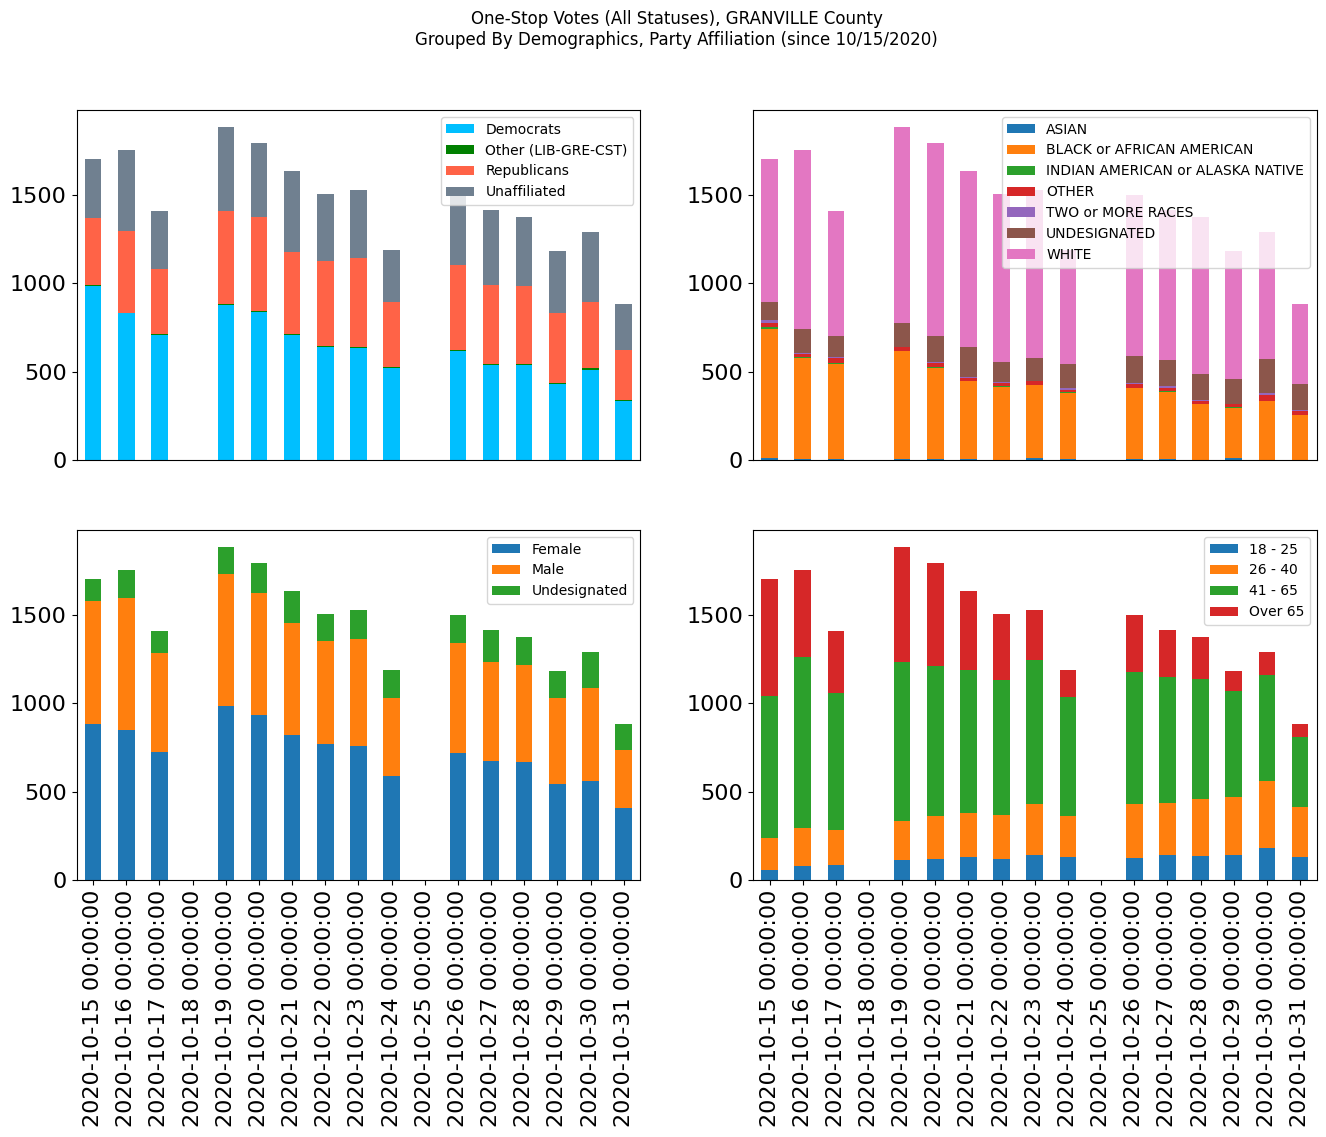 One-Stop Votes (All Statuses), GRANVILLE County
Grouped By Demographics, Party Affiliation (since 10/15/2020)
1500
1000
500
0
Democrats
Other (LIB-GRE-CST)
Republicans
Unaffiliated
1500
1000
500
0
ASIAN
BLACK or AFRICAN AMERICAN
INDIAN AMERICAN or ALASKA NATIVE
OTHER
TWO or MORE RACES
UNDESIGNATED
WHITE
1500
1000
500
0
Female
Male
Undesignated
2020-10-15 00:00:00
2020-10-16 00:00:00
2020-10-17 00:00:00
2020-10-18 00:00:00
2020-10-19 00:00:00
2020-10-20 00:00:00
2020-10-21 00:00:00
2020-10-22 00:00:00
2020-10-23 00:00:00
2020-10-24 00:00:00
2020-10-25 00:00:00
2020-10-26 00:00:00
2020-10-27 00:00:00
2020-10-28 00:00:00
2020-10-29 00:00:00
2020-10-30 00:00:00
2020-10-31 00:00:00
1500
1000
500
0
18 - 25
26 - 40
41 - 65
Over 65
2020-10-15 00:00:00
2020-10-16 00:00:00
2020-10-17 00:00:00
2020-10-18 00:00:00
2020-10-19 00:00:00
2020-10-20 00:00:00
2020-10-21 00:00:00
2020-10-22 00:00:00
2020-10-23 00:00:00
2020-10-24 00:00:00
2020-10-25 00:00:00
2020-10-26 00:00:00
2020-10-27 00:00:00
2020-10-28 00:00:00
2020-10-29 00:00:00
2020-10-30 00:00:00
2020-10-31 00:00:00